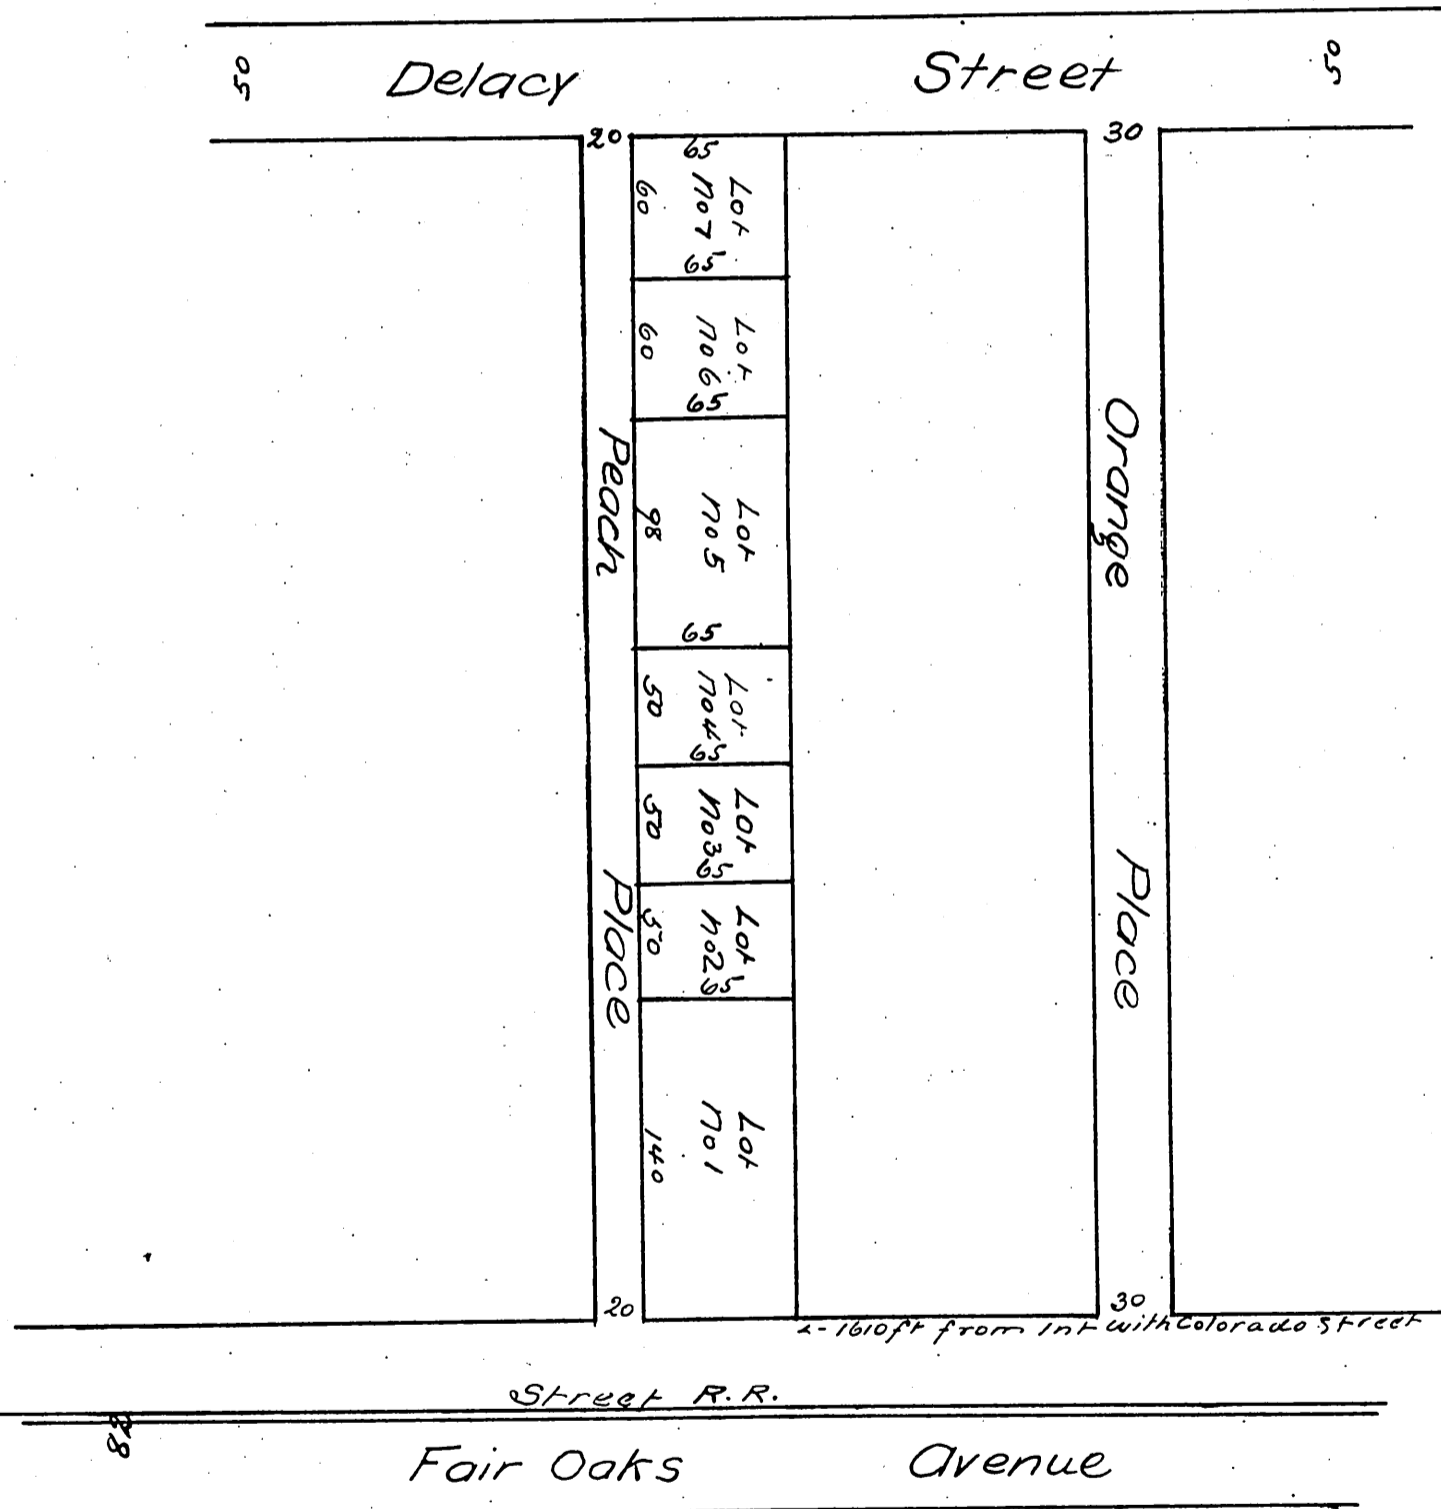 50
Delacy Street
50
20
30
65
Lot
no 7
60
65
Lot
no 6
60
65
Lot
no 5
98
65
Lot
no 4
50
65
Lot
no 3
50
65
Lot
no 2
50
65
Lot
no 1
140
Peach Place
Orange Place
20
30
1610 ft from Int with Colorado Street
Street R.R.
82
Fair Oaks Avenue